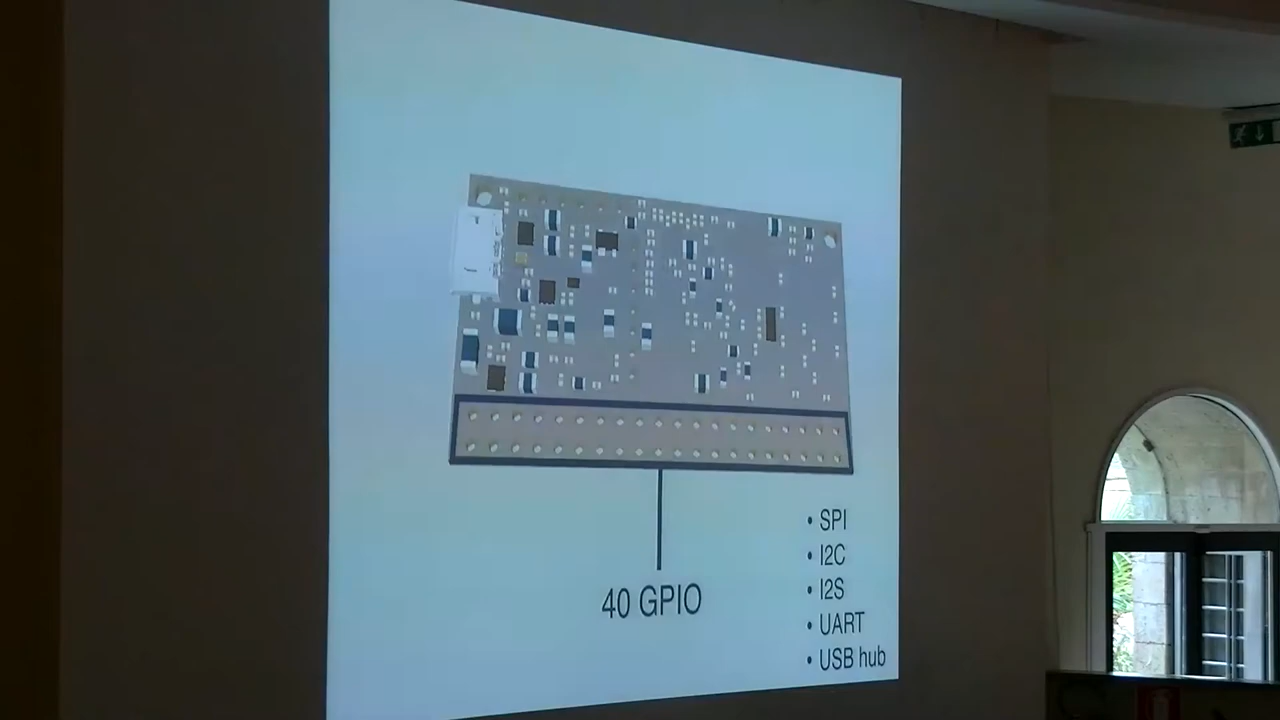 40 GPIO
• SPI
• I2C
• I2S
• UART
• USB hub